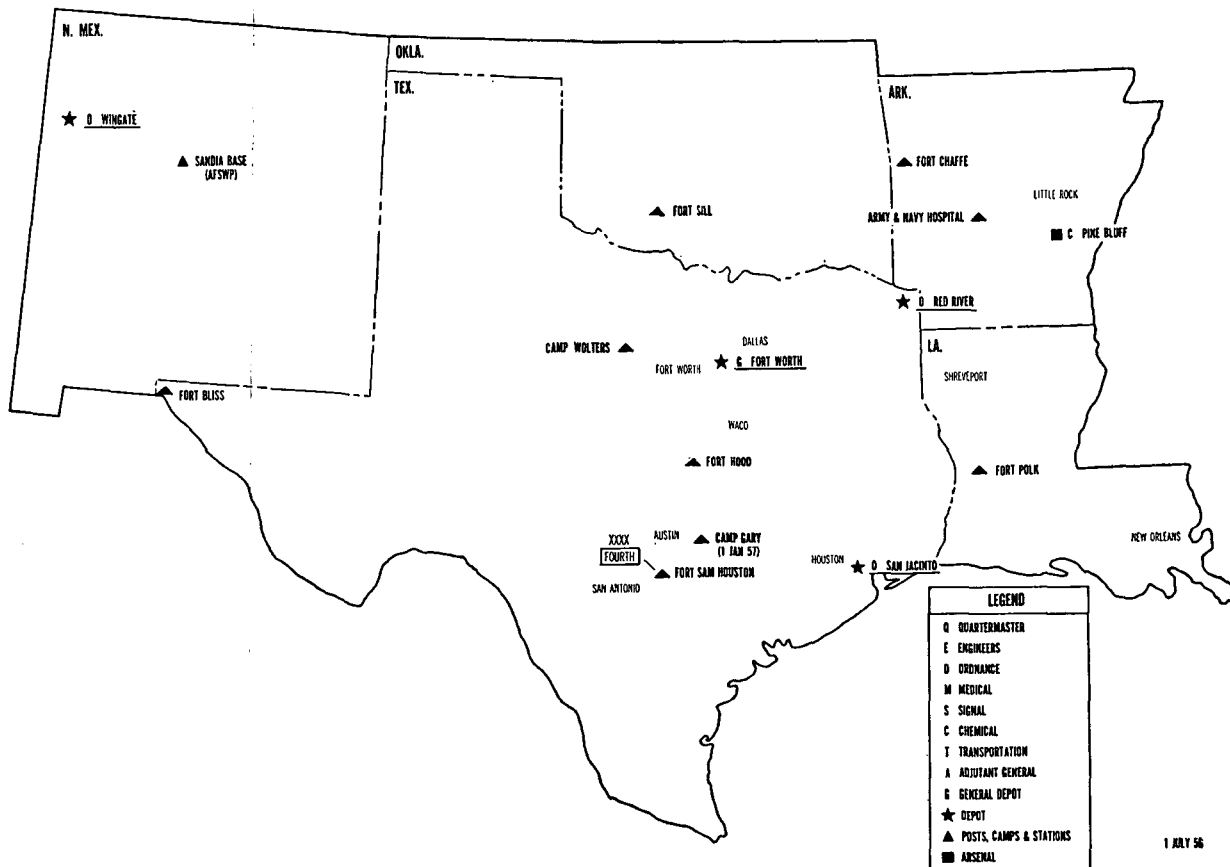 N. MEX.
OKLA.
TEX.
ARK.
O WINGATE
SANDIA BASE
(AFSWP)
FORT CHAFFE
LITTLE ROCK
FORT SILL
ARMY & NAVY HOSPITAL
C PINE BLUFF
O RED RIVER
CAMP WOLTERS
DALLAS
FORT WORTH
G FORT WORTH
LA.
SHREVEPORT
FORT BLISS
WACO
FORT HOOD
FORT POLK
XXXX
FOURTH
AUSTIN
CAMP GARY
(1 JAN 57)
NEW ORLEANS
HOUSTON
O SAN JACINTO
FORT SAM HOUSTON
SAN ANTONIO
LEGEND
Q QUARTERMASTER
E ENGINEERS
O ORDNANCE
M MEDICAL
S SIGNAL
C CHEMICAL
T TRANSPORTATION
A ADJUTANT GENERAL
G GENERAL DEPOT
DEPOT
POSTS, CAMPS & STATIONS
ARSENAL
1 JULY 56